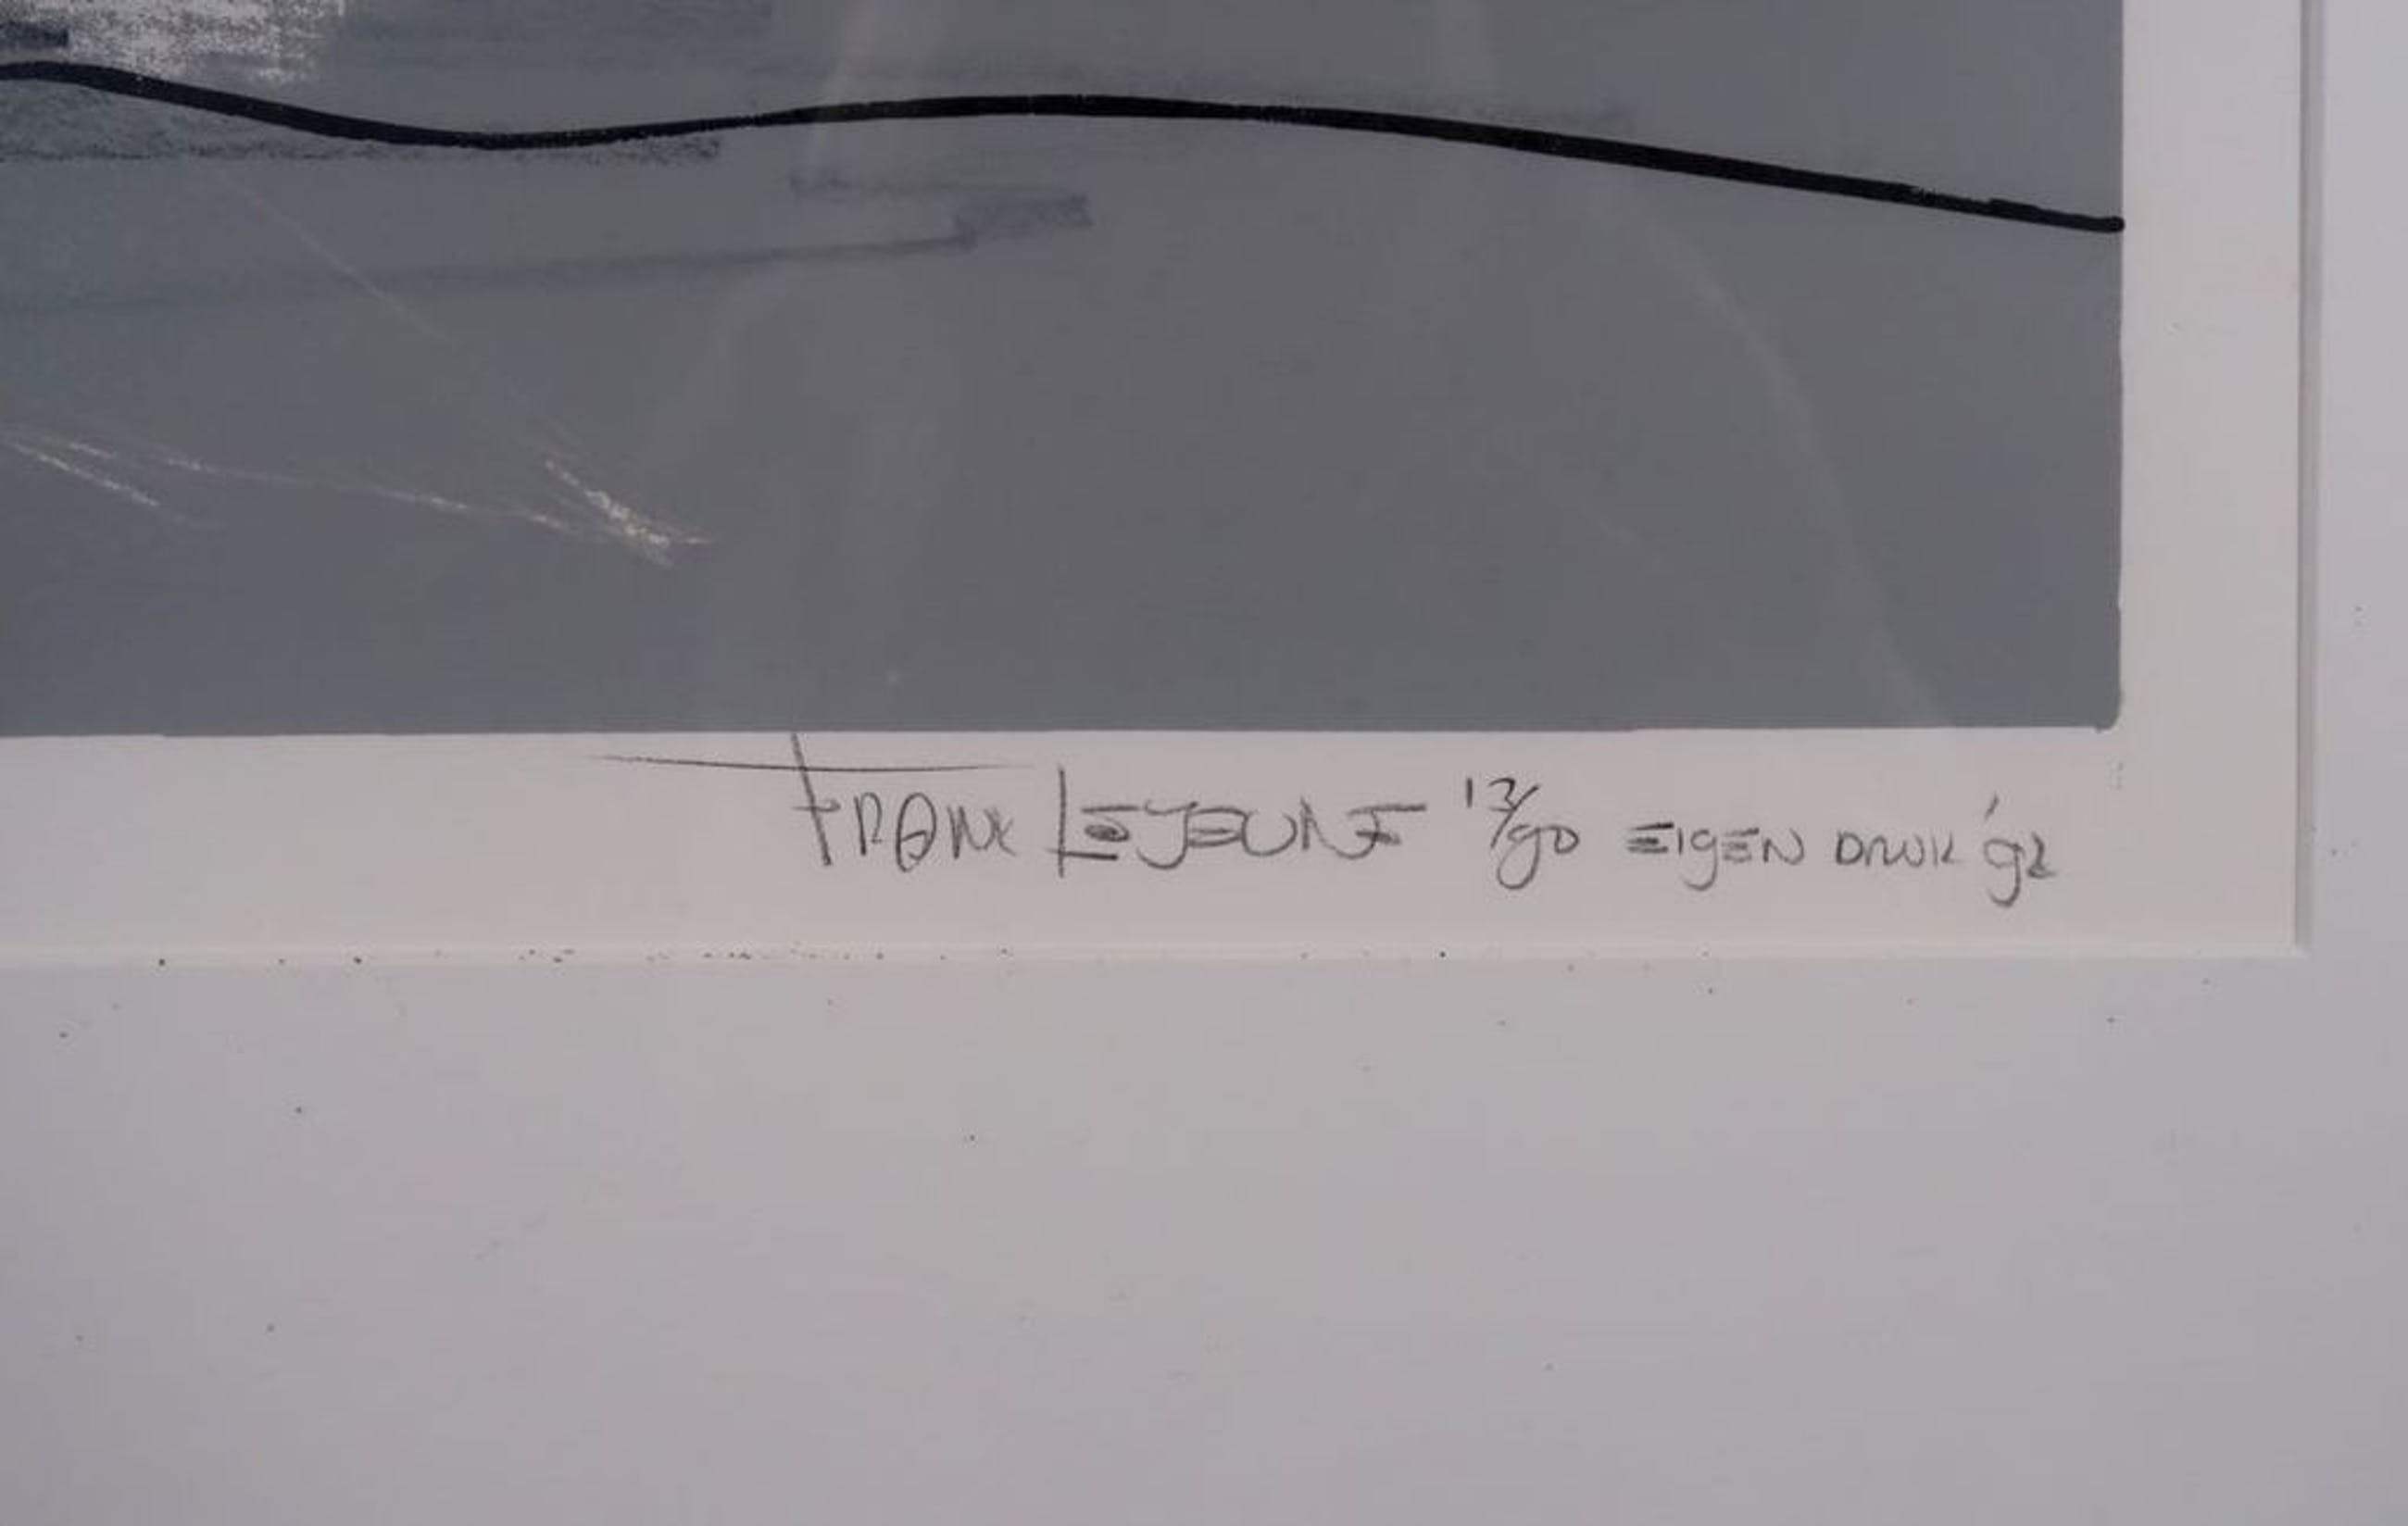 FRANK LEJEUNE 13/90 EIGEN DRUK '92